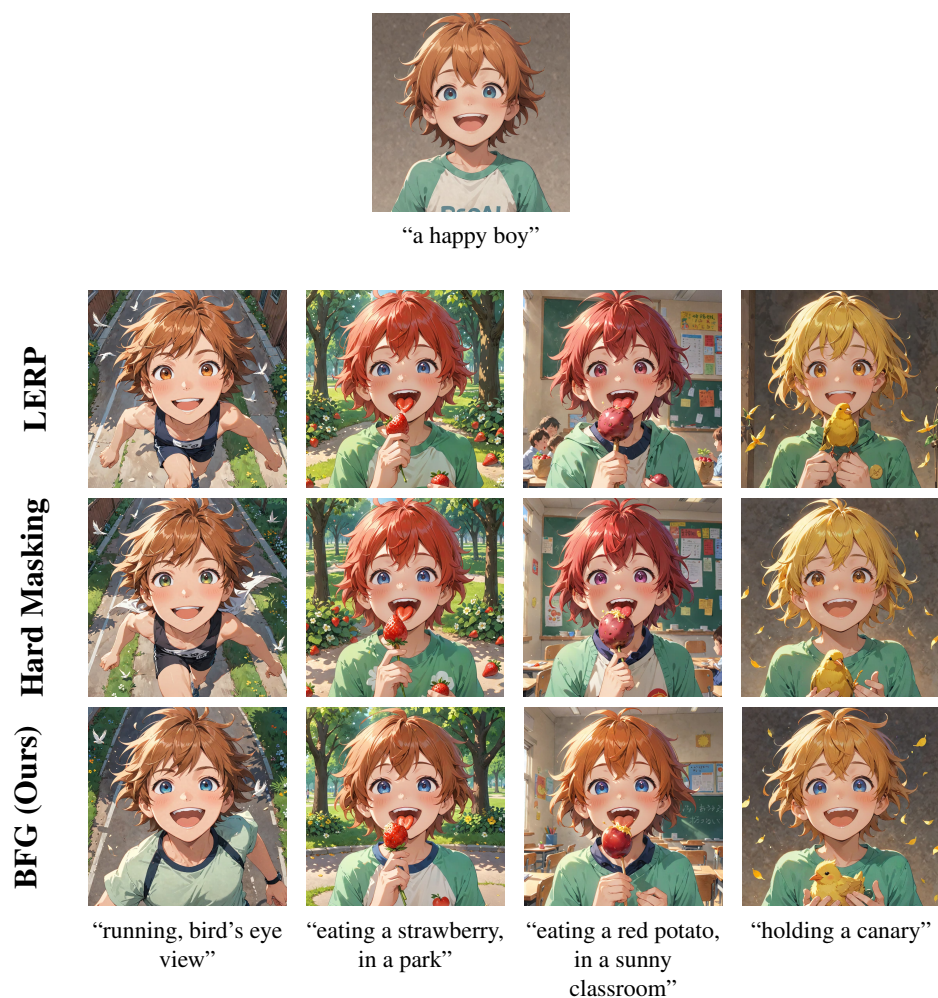 “a happy boy”
LERP
Hard Masking
BFG (Ours)
“running, bird’s eye
view”
“eating a strawberry,
in a park”
“eating a red potato,
in a sunny
classroom”
“holding a canary”